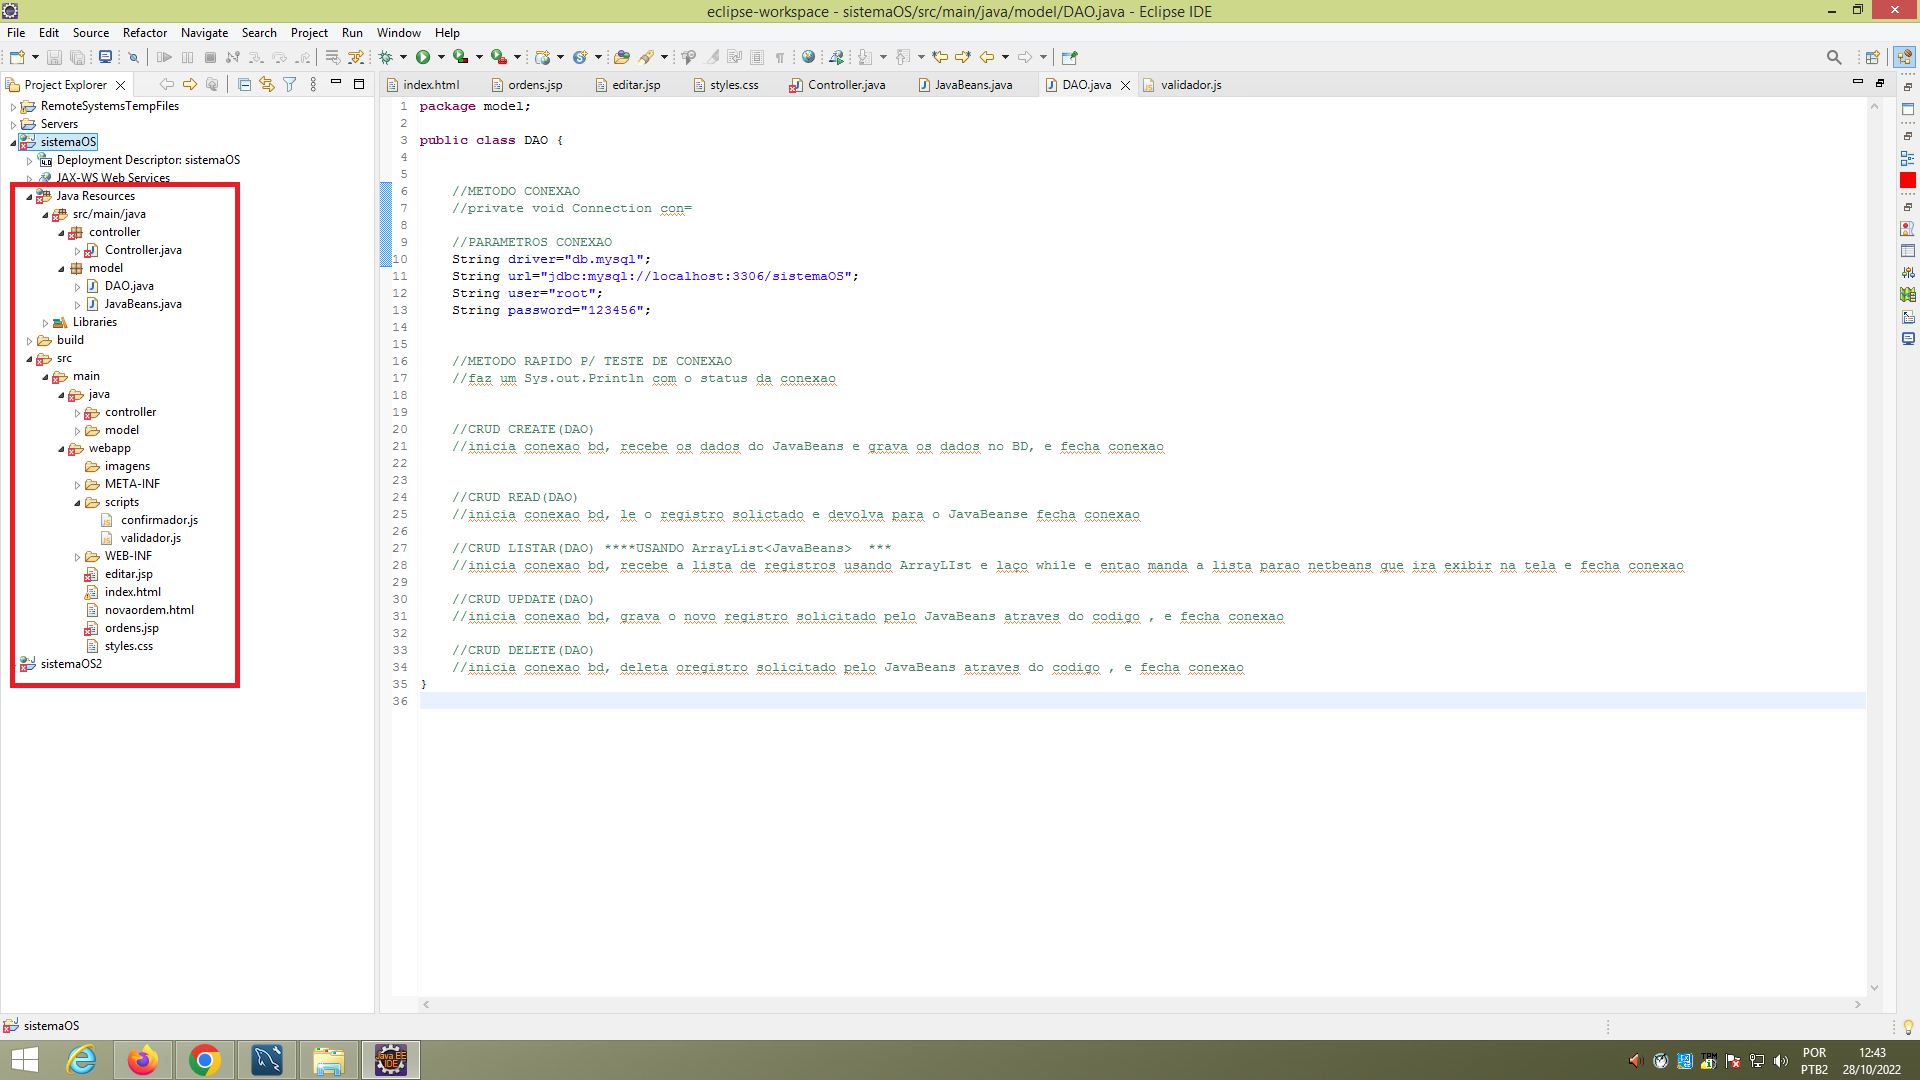 eclipse-workspace - sistemaOS/src/main/java/model/DAO.java - Eclipse IDE
File Edit Source Refactor Navigate Search Project Run Window Help
Project Explorer
RemoteSystemsTempFiles
Servers
sistemaOS
Deployment Descriptor: sistemaOS
JAX-WS Web Services
Java Resources
src/main/java
controller
Controller.java
model
DAO.java
JavaBeans.java
Libraries
build
src
main
java
controller
model
webapp
imagens
META-INF
scripts
confirmador.js
validador.js
WEB-INF
editar.jsp
index.html
novaordem.html
ordens.jsp
styles.css
sistemaOS2
index.html ordens.jsp editar.jsp styles.css Controller.java JavaBeans.java DAO.java validador.js
1 package model;
2
3 public class DAO {
4
5
6 //METODO CONEXAO
7 //private void Connection con=
8
9 //PARAMETROS CONEXAO
10 String driver="db.mysql";
11 String url="jdbc:mysql://localhost:3306/sistemaOS";
12 String user="root";
13 String password="123456";
14
15
16 //METODO RAPIDO P/ TESTE DE CONEXAO
17 //faz um Sys.out.Println com o status da conexao
18
19
20 //CRUD CREATE(DAO)
21 //inicia conexao bd, recebe os dados do JavaBeans e grava os dados no BD, e fecha conexao
22
23
24 //CRUD READ(DAO)
25 //inicia conexao bd, le o registro solictado e devolva para o JavaBeanse fecha conexao
26
27 //CRUD LISTAR(DAO) ****USANDO ArrayList<JavaBeans> ***
28 //inicia conexao bd, recebe a lista de registros usando ArrayLIst e laço while e entao manda a lista parao netbeans que ira exibir na tela e fecha conexao
29
30 //CRUD UPDATE(DAO)
31 //inicia conexao bd, grava o novo registro solicitado pelo JavaBeans atraves do codigo , e fecha conexao
32
33 //CRUD DELETE(DAO)
34 //inicia conexao bd, deleta oregistro solicitado pelo JavaBeans atraves do codigo , e fecha conexao
35 }
36
sistemaOS
Java EE
IDE
POR
PTB2
12:43
28/10/2022